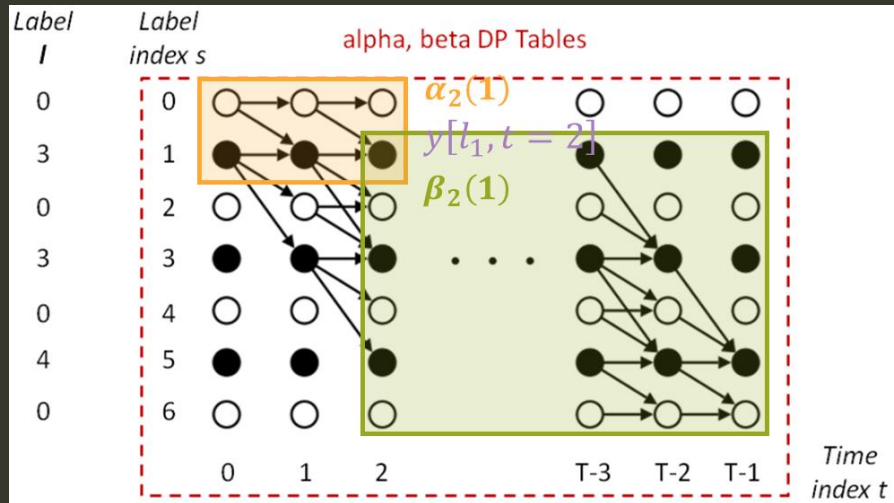 Label
l
Label
index s
alpha, beta DP Tables
0 0 α₂(1)
3 1 y[l₁, t = 2]
0 2 β₂(1)
3 3 . . .
0 4
4 5
0 6
0 1 2 T-3 T-2 T-1
Time
index t